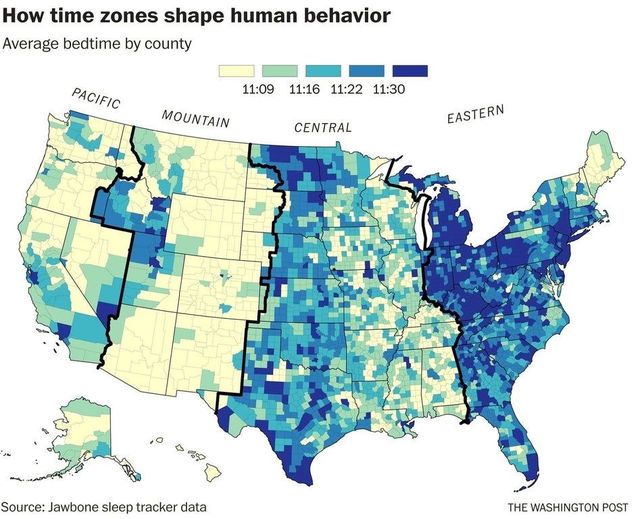 How time zones shape human behavior
Average bedtime by county
11:09 11:16 11:22 11:30
PACIFIC
MOUNTAIN
CENTRAL
EASTERN
Source: Jawbone sleep tracker data
THE WASHINGTON POST